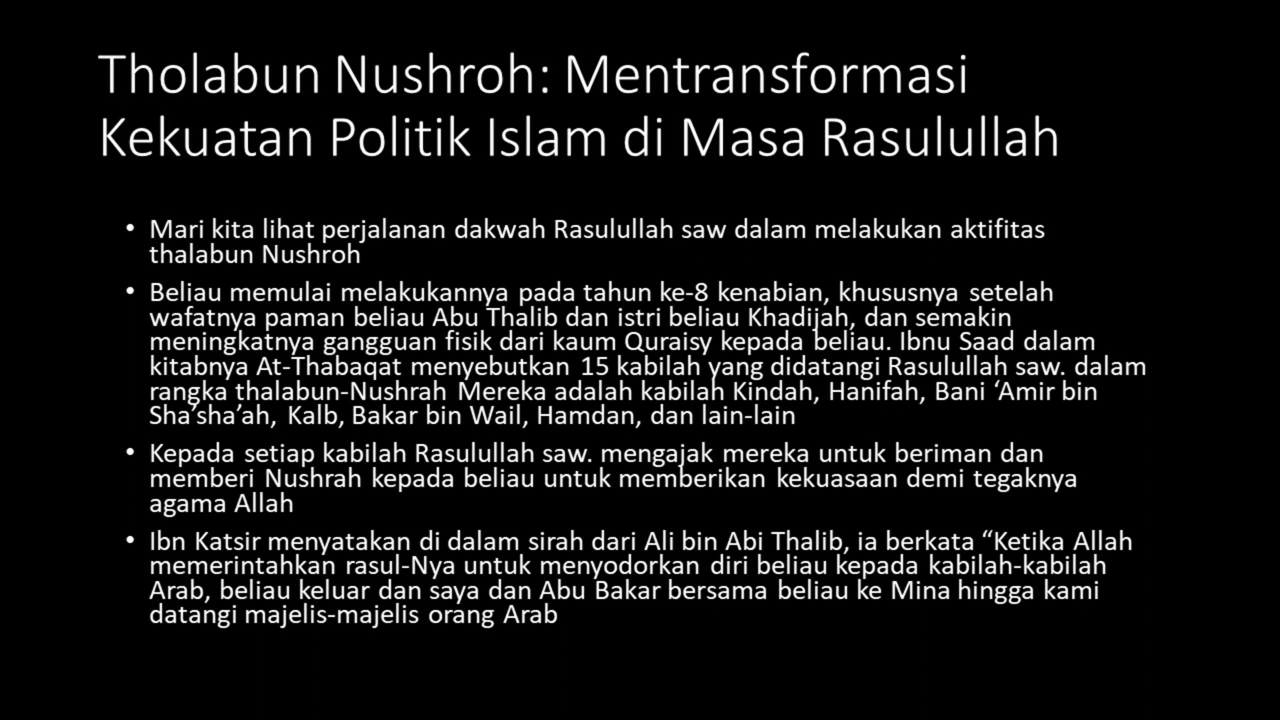 Tholabun Nushroh: Mentransformasi
Kekuatan Politik Islam di Masa Rasulullah
• Mari kita lihat perjalanan dakwah Rasulullah saw dalam melakukan aktifitas
thalabun Nushroh
• Beliau memulai melakukannya pada tahun ke-8 kenabian, khususnya setelah
wafatnya paman beliau Abu Thalib dan istri beliau Khadijah, dan semakin
meningkatnya gangguan fisik dari kaum Quraisy kepada beliau. Ibnu Saad dalam
kitabnya At-Thabaqat menyebutkan 15 kabilah yang didatangi Rasulullah saw. dalam
rangka thalabun-Nushrah Mereka adalah kabilah Kindah, Hanifah, Bani ‘Amir bin
Sha’sha’ah, Kalb, Bakar bin Wail, Hamdan, dan lain-lain
• Kepada setiap kabilah Rasulullah saw. mengajak mereka untuk beriman dan
memberi Nushrah kepada beliau untuk memberikan kekuasaan demi tegaknya
agama Allah
• Ibn Katsir menyatakan di dalam sirah dari Ali bin Abi Thalib, ia berkata “Ketika Allah
memerintahkan rasul-Nya untuk menyodorkan diri beliau kepada kabilah-kabilah
Arab, beliau keluar dan saya dan Abu Bakar bersama beliau ke Mina hingga kami
datangi majelis-majelis orang Arab